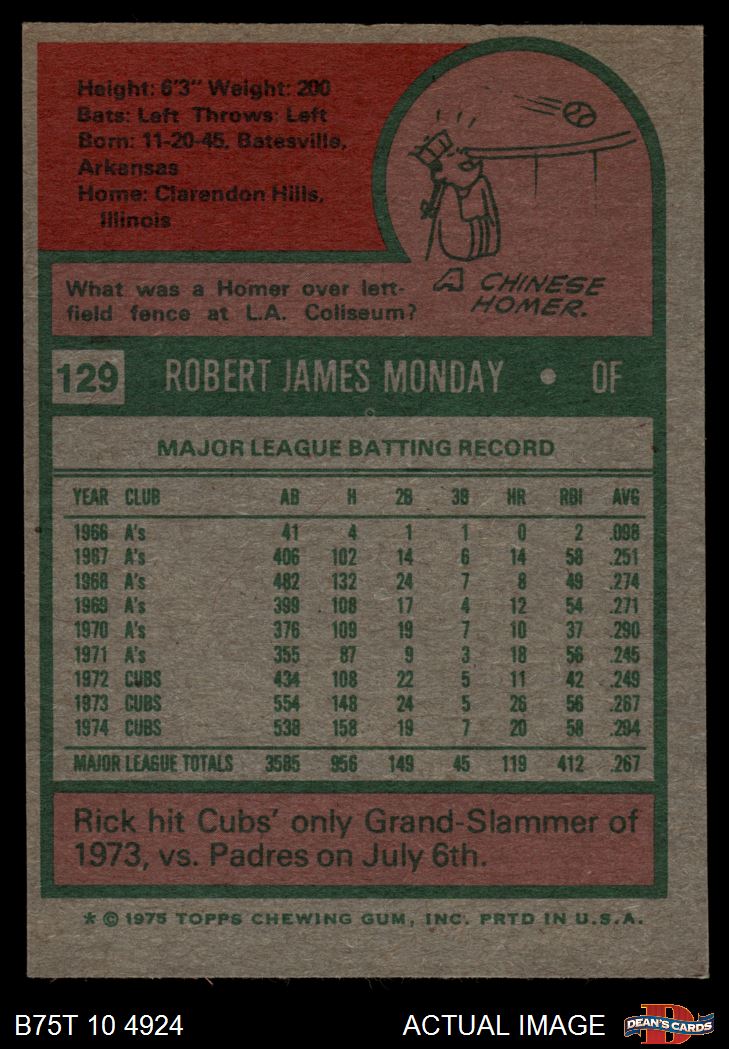 Height: 6'3" Weight: 200
Bats: Left Throws: Left
Born: 11-20-45, Batesville,
Arkansas
Home: Clarendon Hills,
Illinois
What was a Homer over left-
field fence at L.A. Coliseum?
A CHINESE
HOMER.
129 ROBERT JAMES MONDAY • OF
MAJOR LEAGUE BATTING RECORD
YEAR CLUB AB H 2B 3B HR RBI AVG
1966 A's 41 4 1 1 0 2 .098
1967 A's 406 102 14 6 14 58 .251
1968 A's 482 132 24 7 8 49 .274
1969 A's 399 108 17 4 12 54 .271
1970 A's 376 109 19 7 10 37 .290
1971 A's 355 87 9 3 18 56 .245
1972 CUBS 434 108 22 5 11 42 .249
1973 CUBS 554 148 24 5 26 56 .267
1974 CUBS 538 158 19 7 20 58 .294
MAJOR LEAGUE TOTALS 3585 956 149 45 119 412 .267
Rick hit Cubs' only Grand-Slammer of
1973, vs. Padres on July 6th.
* © 1975 TOPPS CHEWING GUM, INC. PRTD IN U.S.A.
B75T 10 4924 ACTUAL IMAGE
DEAN'S CARDS